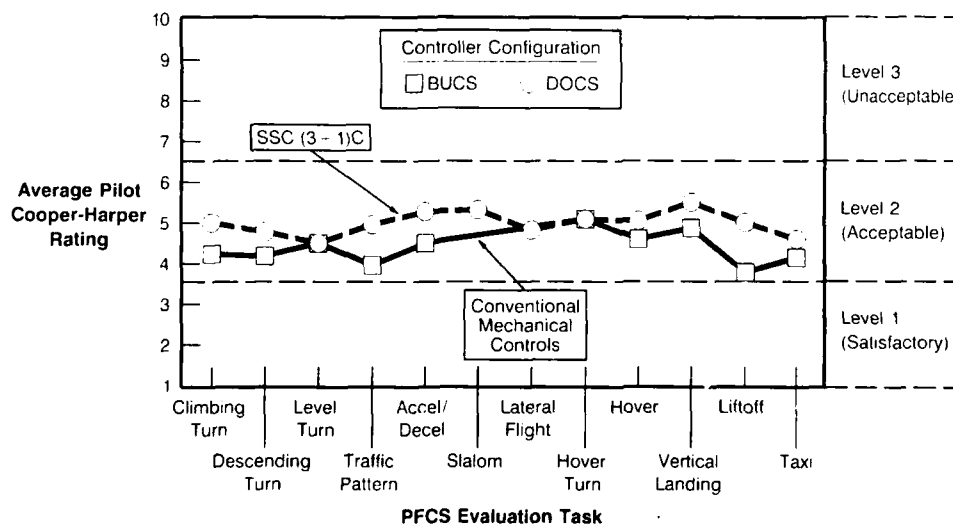 10
9
8
7
6
5
4
3
2
1
Average Pilot
Cooper-Harper
Rating
Controller Configuration
BUCS
DOCS
SSC (3 - 1)C
Conventional
Mechanical
Controls
Level 3
(Unacceptable)
Level 2
(Acceptable)
Level 1
(Satisfactory)
Climbing
Turn
Descending
Turn
Level
Turn
Traffic
Pattern
Accel/
Decel
Slalom
Lateral
Flight
Hover
Turn
Hover
Vertical
Landing
Liftoff
Taxi
PFCS Evaluation Task